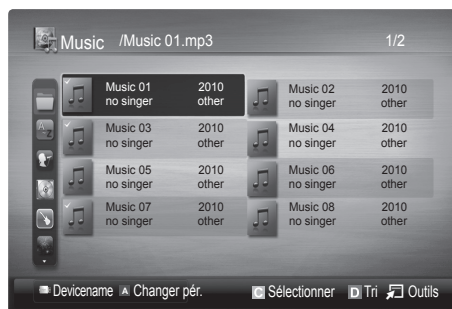 Music /Music 01.mp3 1/2
Music 01 2010 Music 02 2010
no singer other no singer other
Music 03 2010 Music 04 2010
no singer other no singer other
Music 05 2010 Music 06 2010
no singer other no singer other
Music 07 2010 Music 08 2010
no singer other no singer other
Devicename A Changer pér. C Sélectionner D Tri Outils